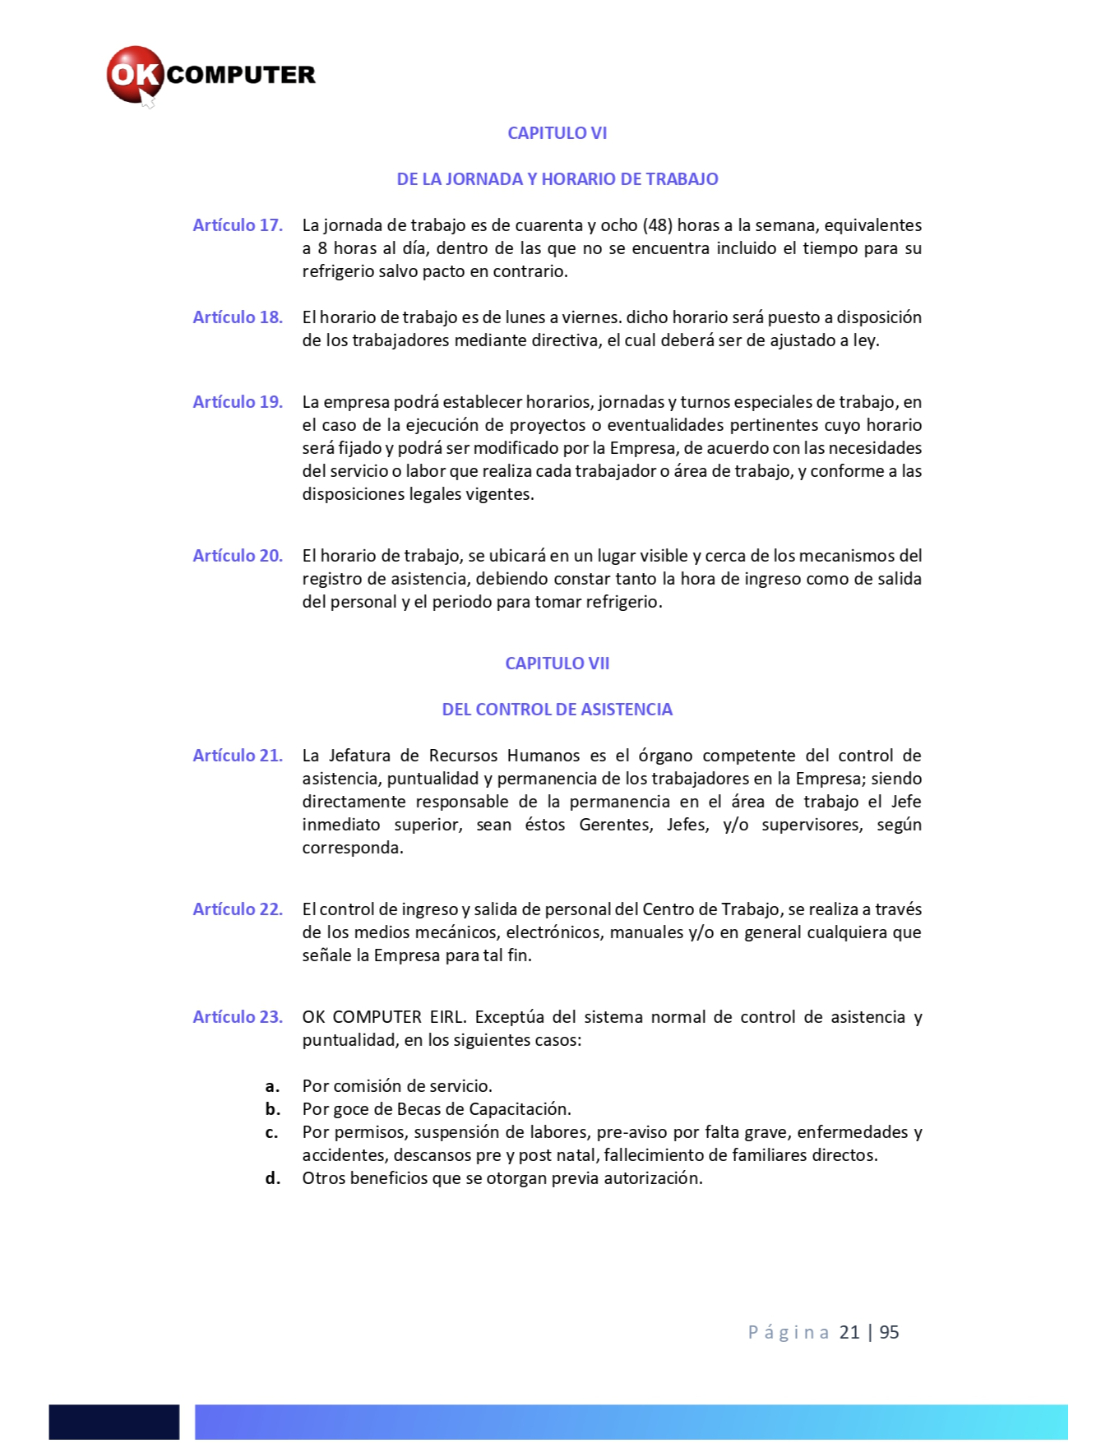 OK COMPUTER
CAPITULO VI
DE LA JORNADA Y HORARIO DE TRABAJO
Artículo 17. La jornada de trabajo es de cuarenta y ocho (48) horas a la semana, equivalentes
a 8 horas al día, dentro de las que no se encuentra incluido el tiempo para su
refrigerio salvo pacto en contrario.
Artículo 18. El horario de trabajo es de lunes a viernes. dicho horario será puesto a disposición
de los trabajadores mediante directiva, el cual deberá ser de ajustado a ley.
Artículo 19. La empresa podrá establecer horarios, jornadas y turnos especiales de trabajo, en
el caso de la ejecución de proyectos o eventualidades pertinentes cuyo horario
será fijado y podrá ser modificado por la Empresa, de acuerdo con las necesidades
del servicio o labor que realiza cada trabajador o área de trabajo, y conforme a las
disposiciones legales vigentes.
Artículo 20. El horario de trabajo, se ubicará en un lugar visible y cerca de los mecanismos del
registro de asistencia, debiendo constar tanto la hora de ingreso como de salida
del personal y el periodo para tomar refrigerio.
CAPITULO VII
DEL CONTROL DE ASISTENCIA
Artículo 21. La Jefatura de Recursos Humanos es el órgano competente del control de
asistencia, puntualidad y permanencia de los trabajadores en la Empresa; siendo
directamente responsable de la permanencia en el área de trabajo el Jefe
inmediato superior, sean éstos Gerentes, Jefes, y/o supervisores, según
corresponda.
Artículo 22. El control de ingreso y salida de personal del Centro de Trabajo, se realiza a través
de los medios mecánicos, electrónicos, manuales y/o en general cualquiera que
señale la Empresa para tal fin.
Artículo 23. OK COMPUTER EIRL. Exceptúa del sistema normal de control de asistencia y
puntualidad, en los siguientes casos:
a. Por comisión de servicio.
b. Por goce de Becas de Capacitación.
c. Por permisos, suspensión de labores, pre-aviso por falta grave, enfermedades y
accidentes, descansos pre y post natal, fallecimiento de familiares directos.
d. Otros beneficios que se otorgan previa autorización.
Página 21 | 95